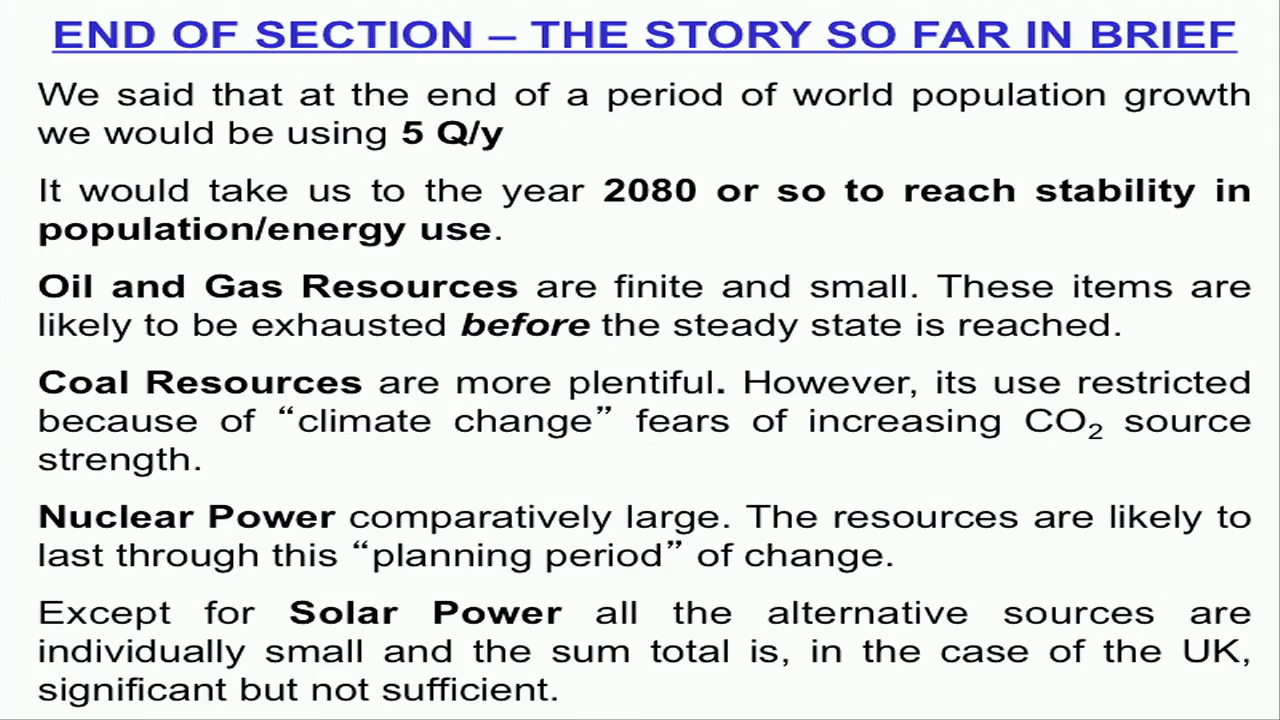 END OF SECTION – THE STORY SO FAR IN BRIEF
We said that at the end of a period of world population growth
we would be using 5 Q/y
It would take us to the year 2080 or so to reach stability in
population/energy use.
Oil and Gas Resources are finite and small. These items are
likely to be exhausted before the steady state is reached.
Coal Resources are more plentiful. However, its use restricted
because of “climate change” fears of increasing CO₂ source
strength.
Nuclear Power comparatively large. The resources are likely to
last through this “planning period” of change.
Except for Solar Power all the alternative sources are
individually small and the sum total is, in the case of the UK,
significant but not sufficient.